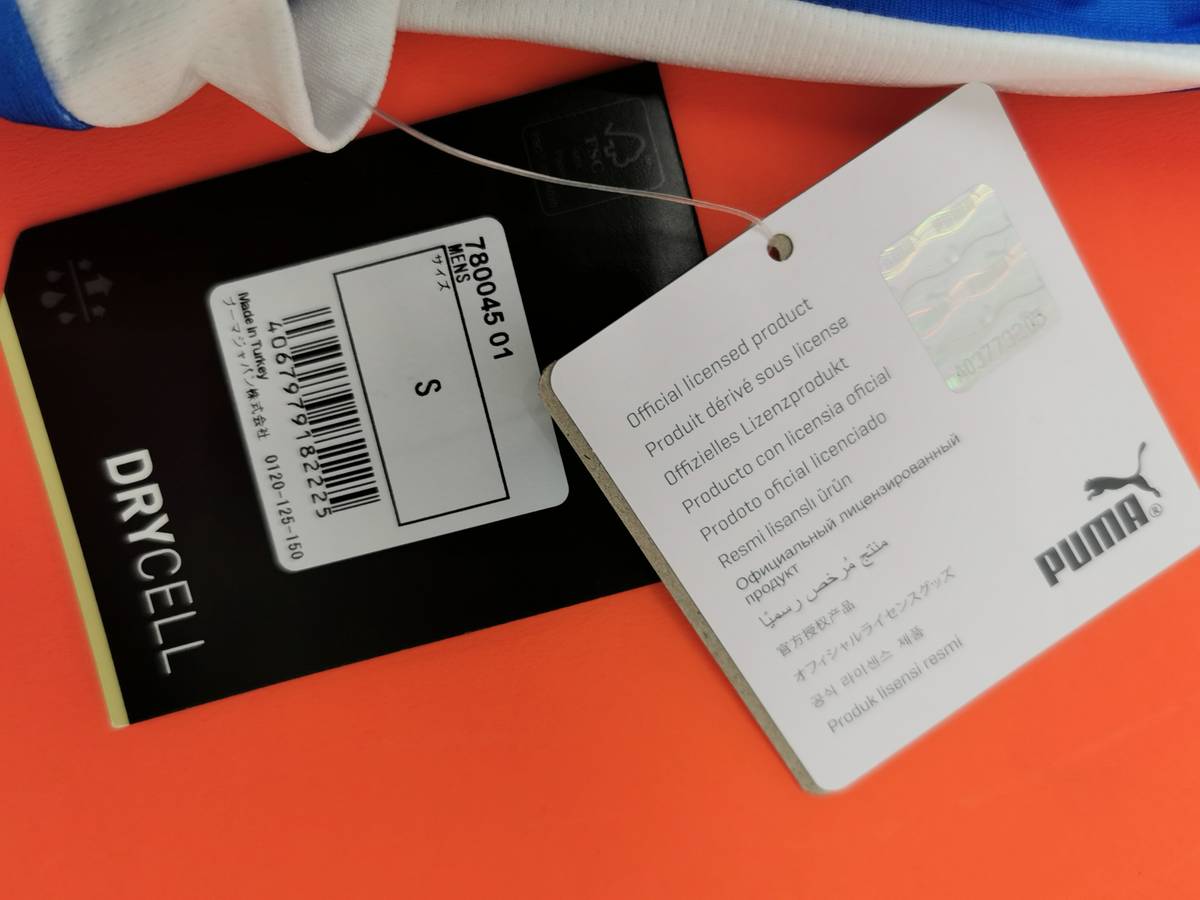 780045 01
MENS
サイズ
S
4067979182225
Made in Turkey
プーマジャパン株式会社 0120-125-150
DRYCELL
FSC
Official licensed product
Produit dérivé sous license
Offizielles Lizenzprodukt
Producto con licensia oficial
Prodoto oficial licenciado
Resmi lisanslı ürün
Официальный лицензированный
продукт
منتج مُرخص رسميًا
官方授权产品
オフィシャルライセンスグッズ
공식 라이센스 제품
Produk lisensi resmi
PUMA®